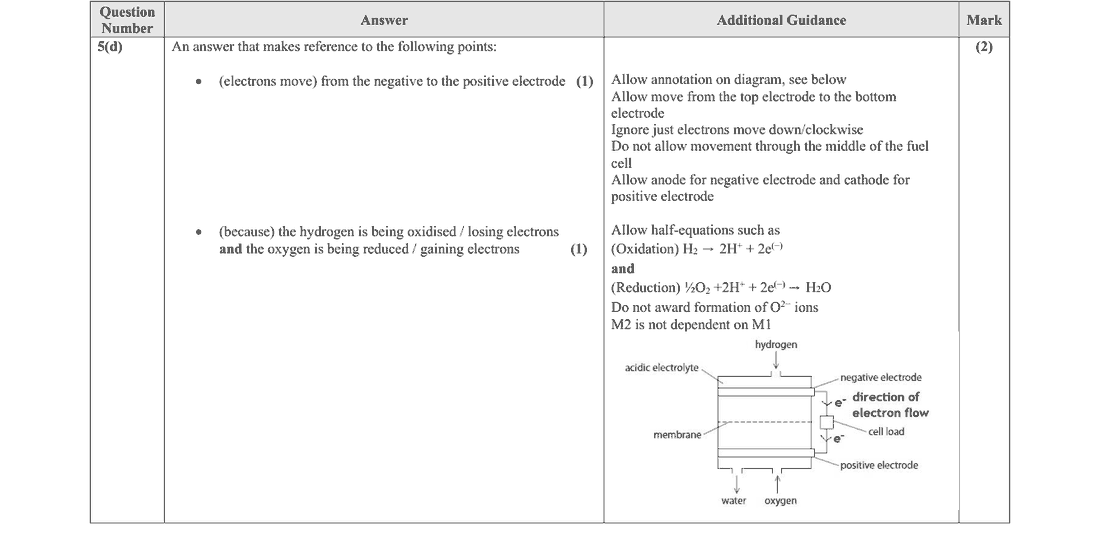 Question Number
Answer
Additional Guidance
Mark
5(d)
An answer that makes reference to the following points:
(2)
• (electrons move) from the negative to the positive electrode (1)
Allow annotation on diagram, see below
Allow move from the top electrode to the bottom
electrode
Ignore just electrons move down/clockwise
Do not allow movement through the middle of the fuel
cell
Allow anode for negative electrode and cathode for
positive electrode
• (because) the hydrogen is being oxidised / losing electrons
and the oxygen is being reduced / gaining electrons (1)
Allow half-equations such as
(Oxidation) H₂ → 2H⁺ + 2e⁽⁻⁾
and
(Reduction) ½O₂ +2H⁺ + 2e⁽⁻⁾ → H₂O
Do not award formation of O²⁻ ions
M2 is not dependent on M1
hydrogen
acidic electrolyte
negative electrode
e⁻ direction of
electron flow
cell load
membrane
e⁻
positive electrode
water
oxygen